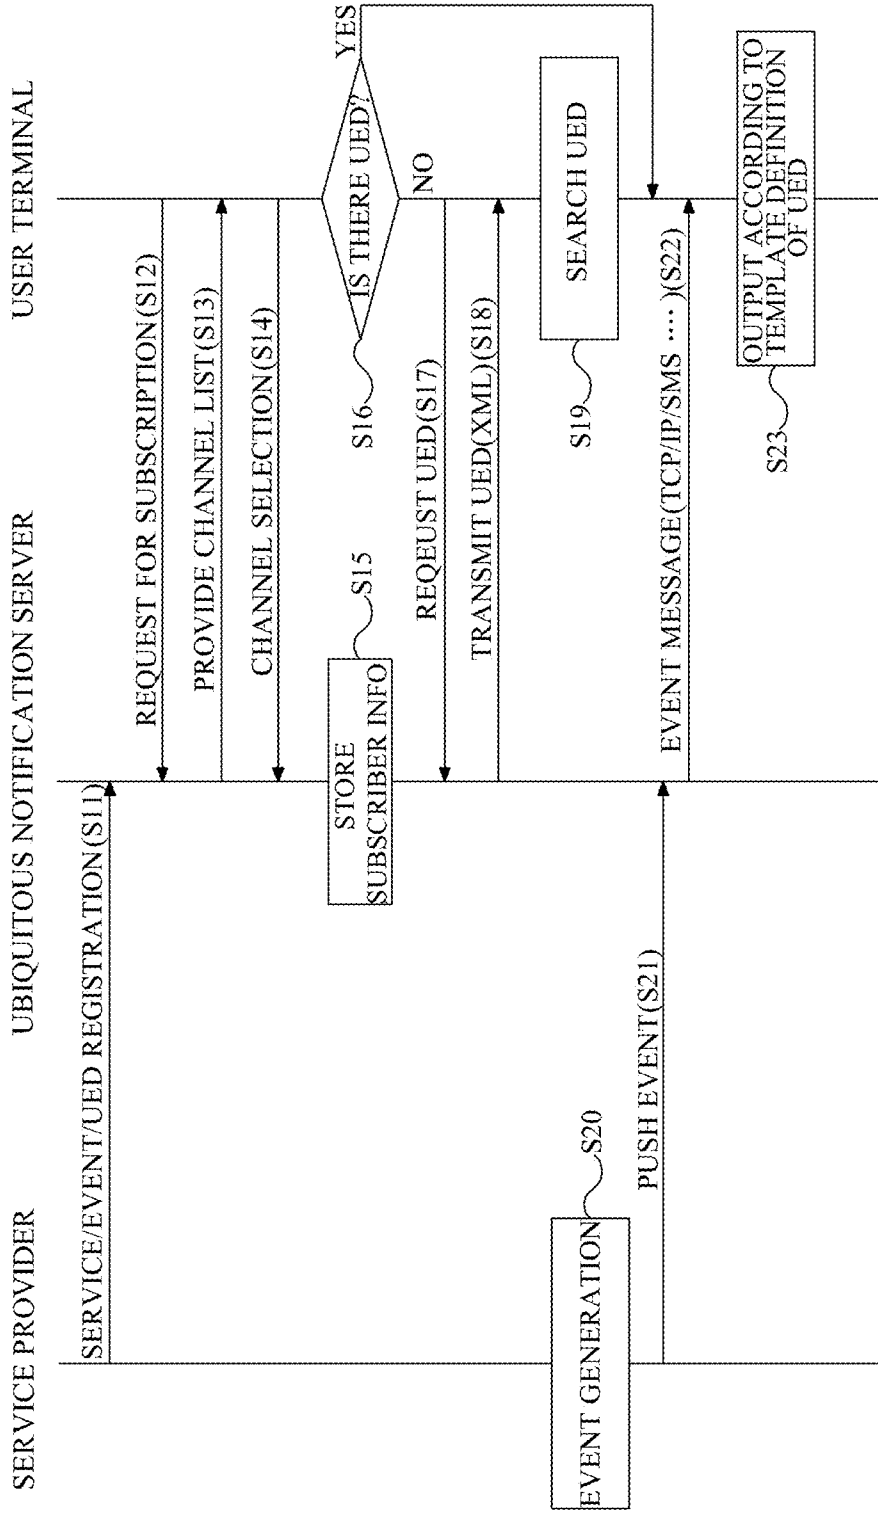 SERVICE PROVIDER
UBIQUITOUS NOTIFICATION SERVER
USER TERMINAL
SERVICE/EVENT/UED REGISTRATION(S11)
REQUEST FOR SUBSCRIPTION(S12)
PROVIDE CHANNEL LIST(S13)
CHANNEL SELECTION(S14)
STORE
SUBSCRIBER INFO
S15
IS THERE UED?
YES
S16
NO
REQEUST UED(S17)
TRANSMIT UED(XML)(S18)
SEARCH UED
S19
EVENT GENERATION
S20
PUSH EVENT(S21)
EVENT MESSAGE(TCP/IP/SMS ····)(S22)
OUTPUT ACCORDING TO
TEMPLATE DEFINITION
OF UED
S23